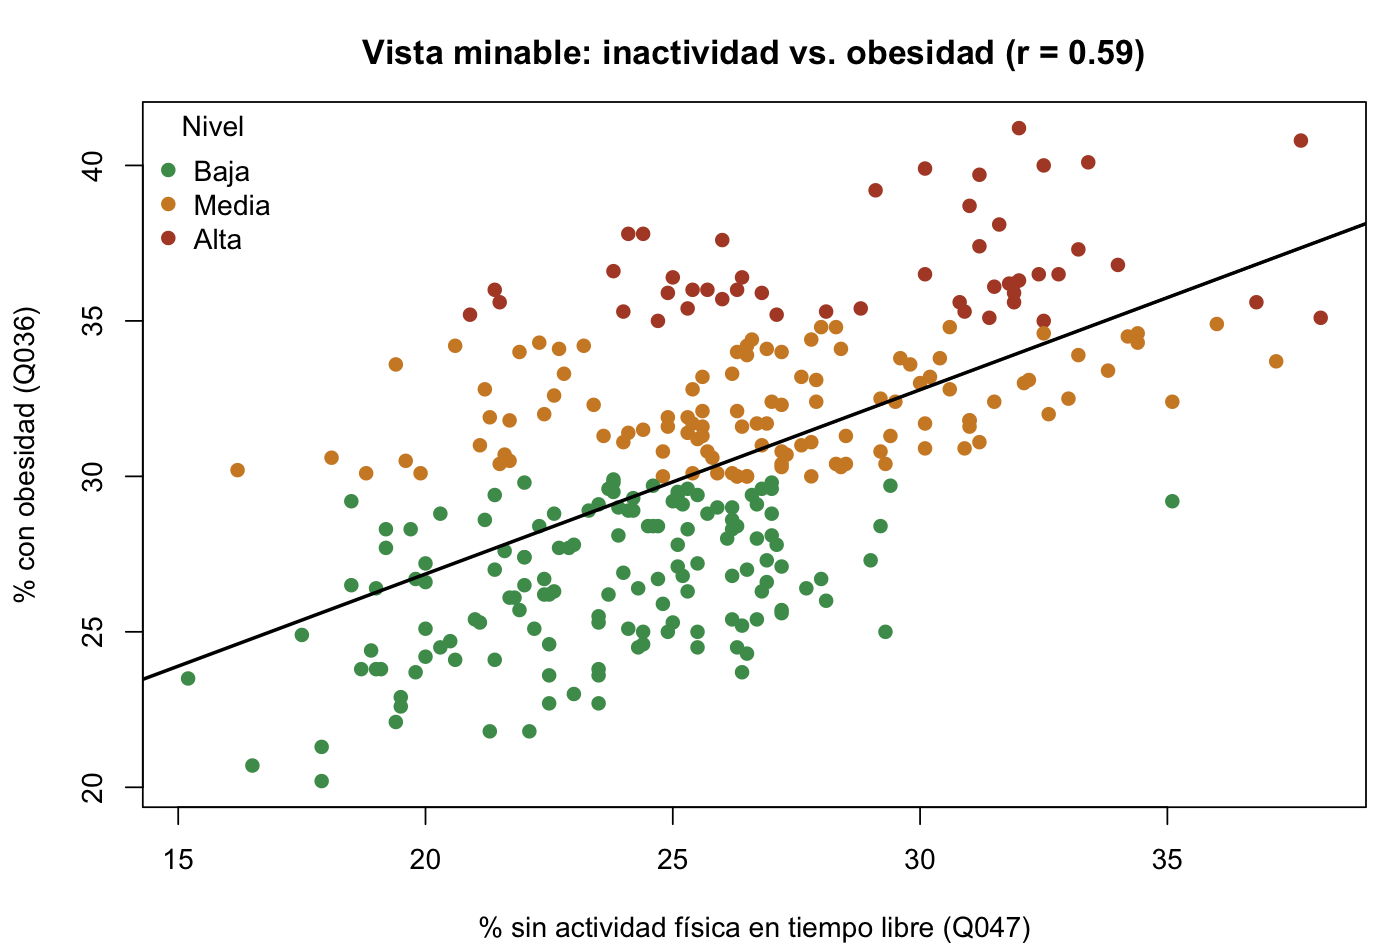 Vista minable: inactividad vs. obesidad (r = 0.59)
Nivel
Baja
Media
Alta
% con obesidad (Q036)
40
35
30
25
20
15
20
25
30
35
% sin actividad física en tiempo libre (Q047)